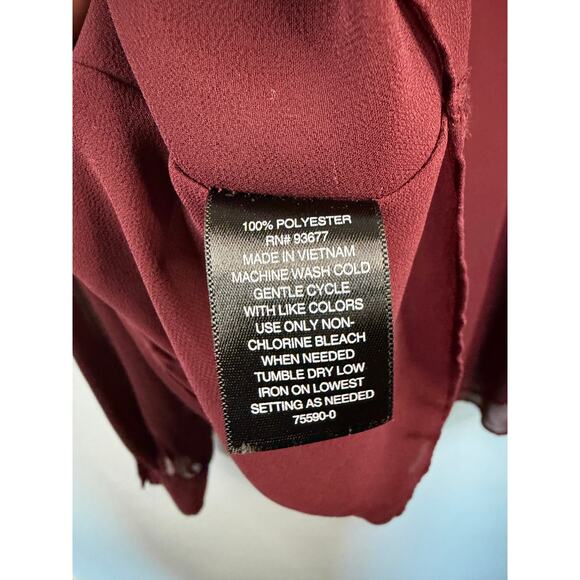 100% POLYESTER
RN# 93677
MADE IN VIETNAM
MACHINE WASH COLD
GENTLE CYCLE
WITH LIKE COLORS
USE ONLY NON-
CHLORINE BLEACH
WHEN NEEDED
TUMBLE DRY LOW
IRON ON LOWEST
SETTING AS NEEDED
75590-0